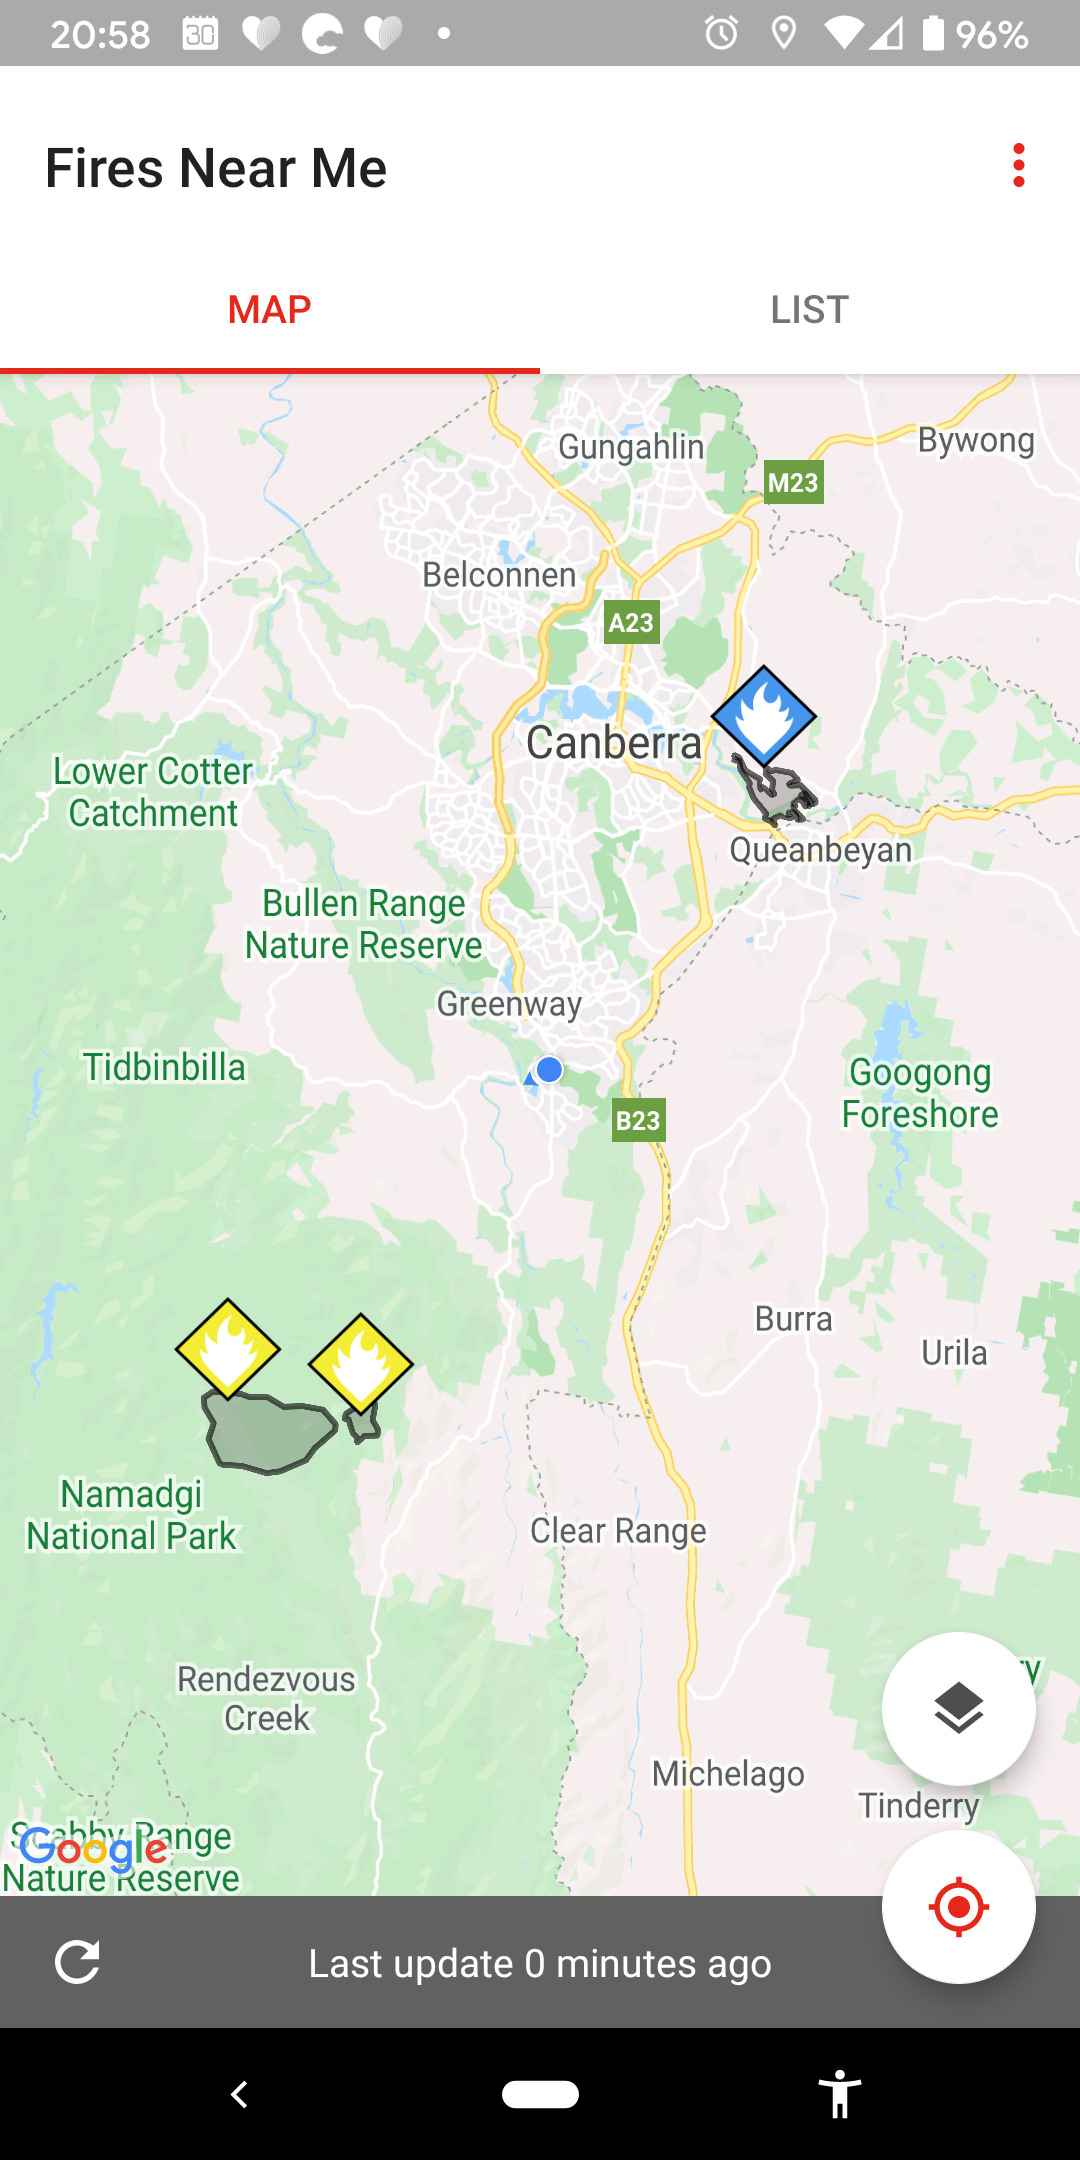 20:58
30
96%
Fires Near Me
MAP
LIST
Gungahlin
Bywong
M23
Belconnen
A23
Canberra
Lower Cotter
Catchment
Queanbeyan
Bullen Range
Nature Reserve
Greenway
Tidbinbilla
Googong
Foreshore
B23
Burra
Urila
Namadgi
National Park
Clear Range
Rendezvous
Creek
Michelago
Tinderry
Scabby Range
Nature Reserve
Google
Last update 0 minutes ago